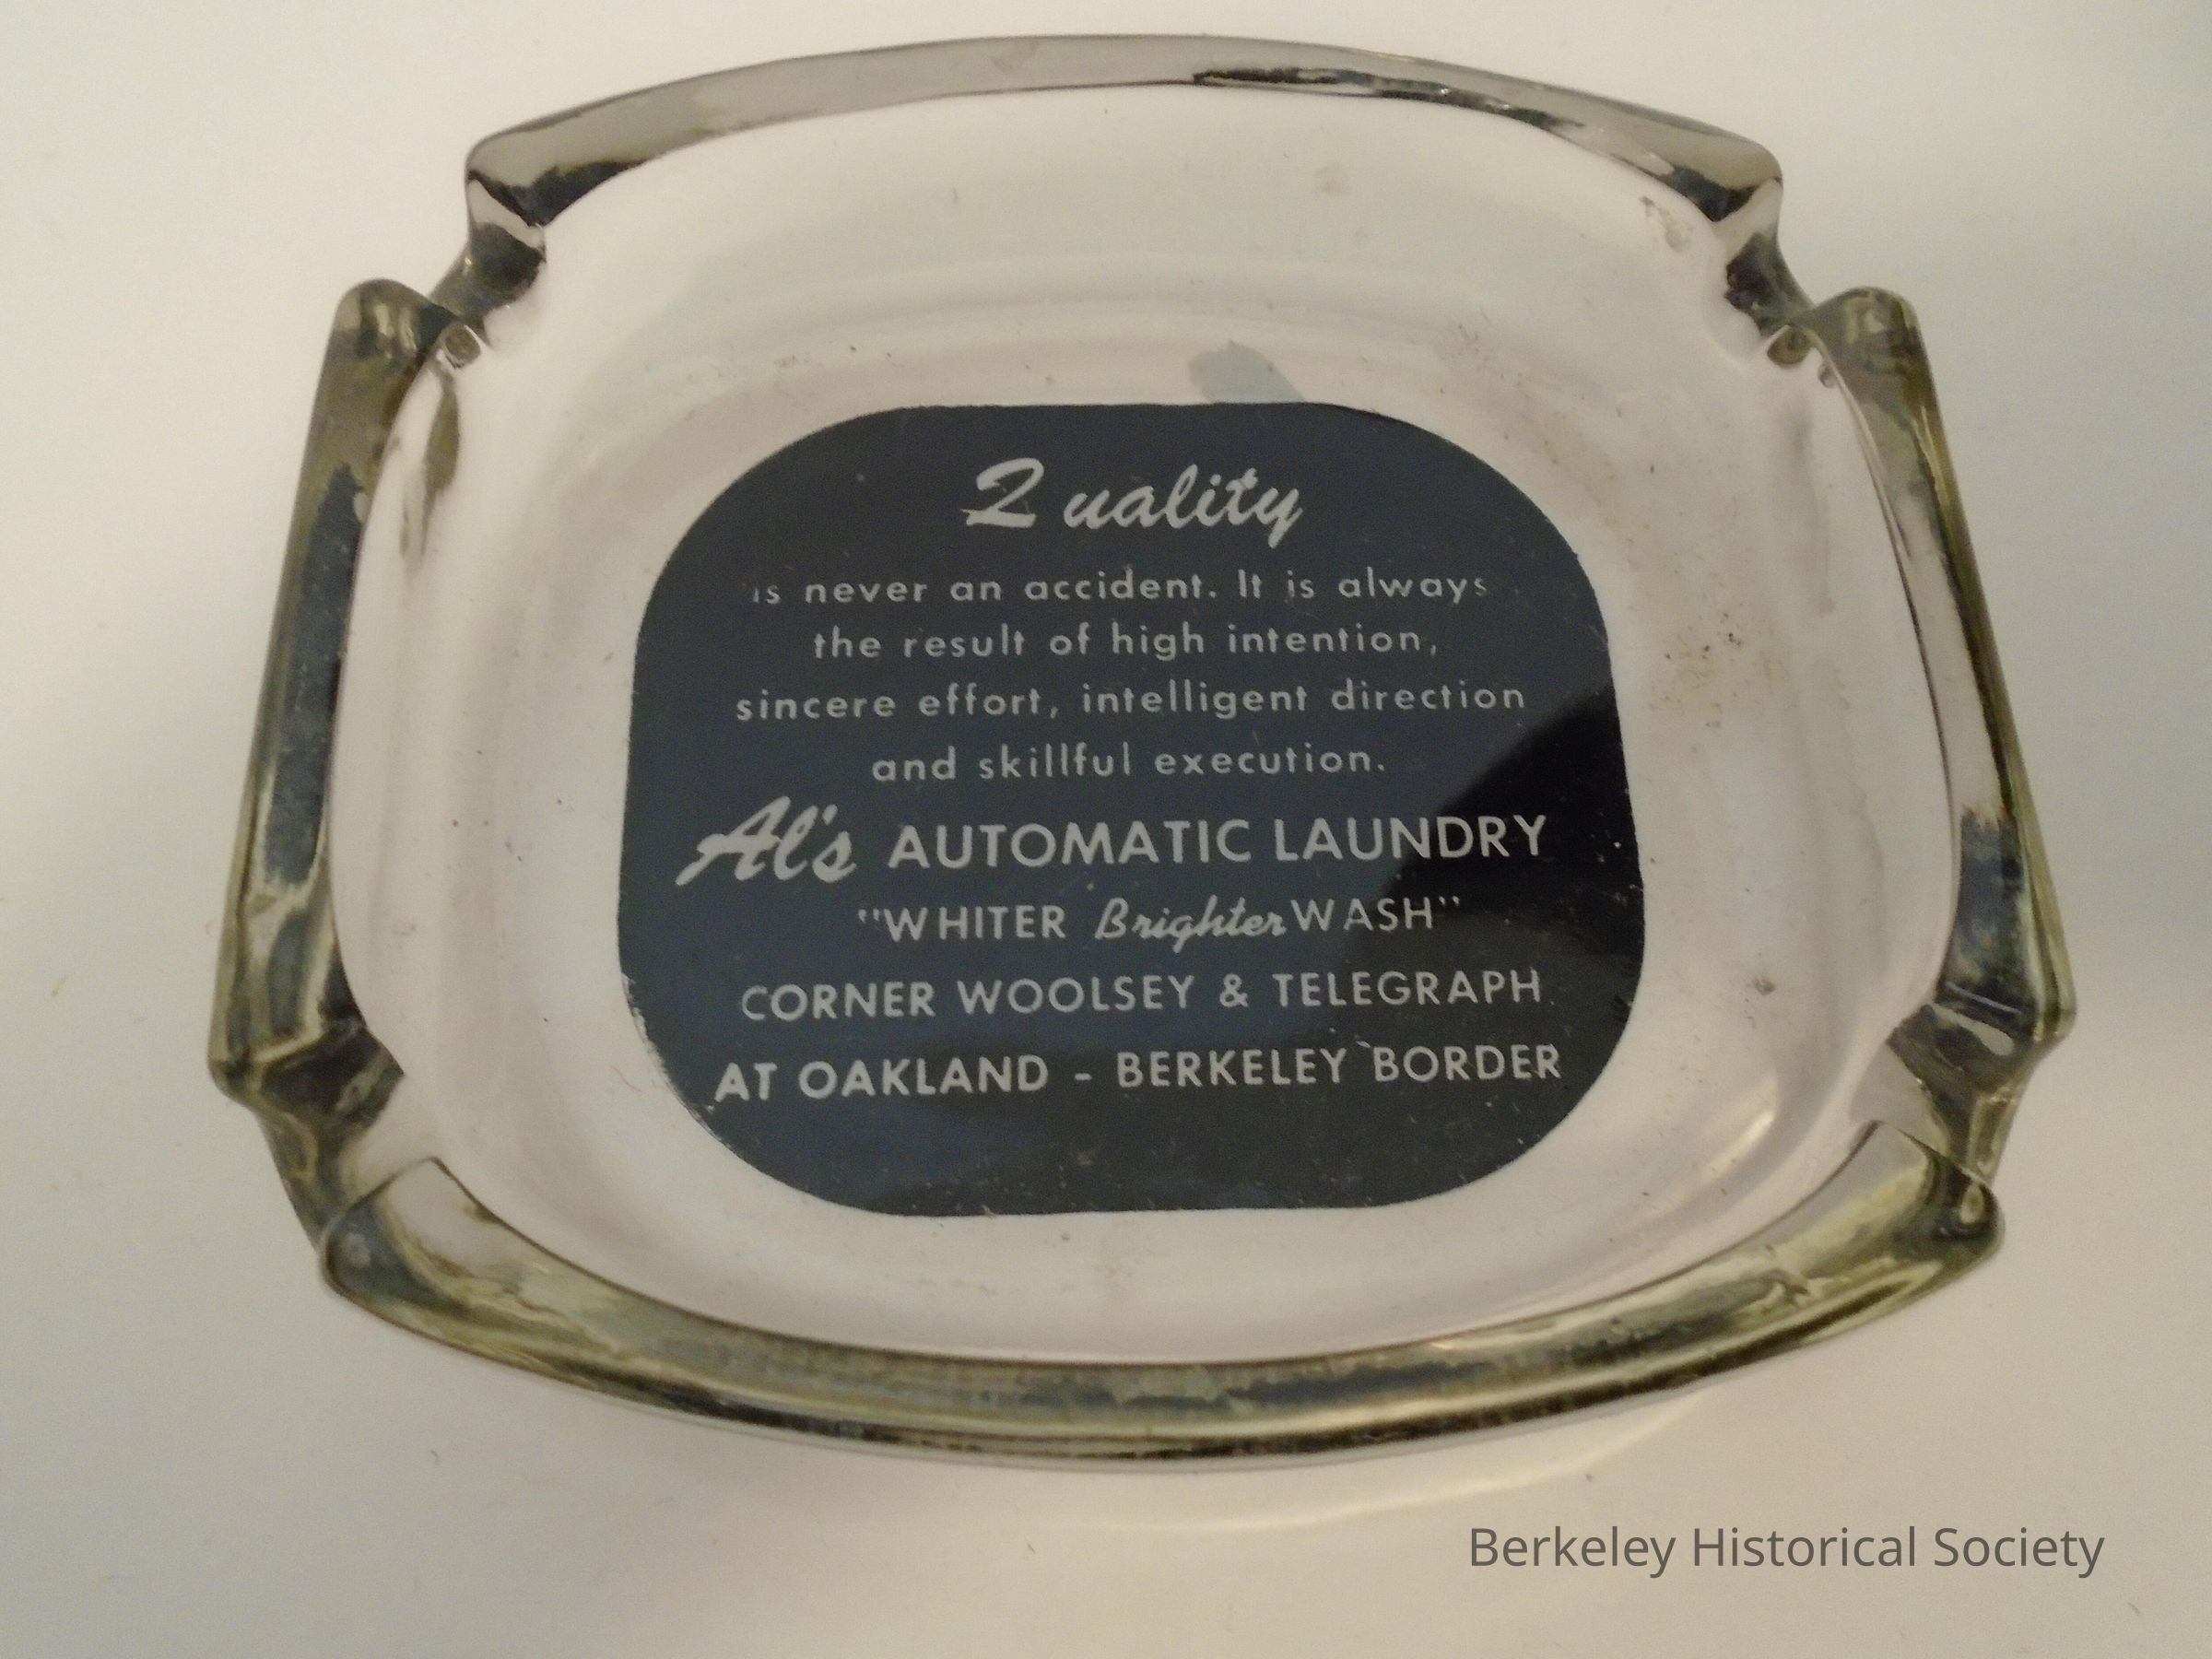 Quality
is never an accident. It is always
the result of high intention,
sincere effort, intelligent direction
and skillful execution.
Al's AUTOMATIC LAUNDRY
"WHITER Brighter WASH"
CORNER WOOLSEY & TELEGRAPH
AT OAKLAND - BERKELEY BORDER
Berkeley Historical Society